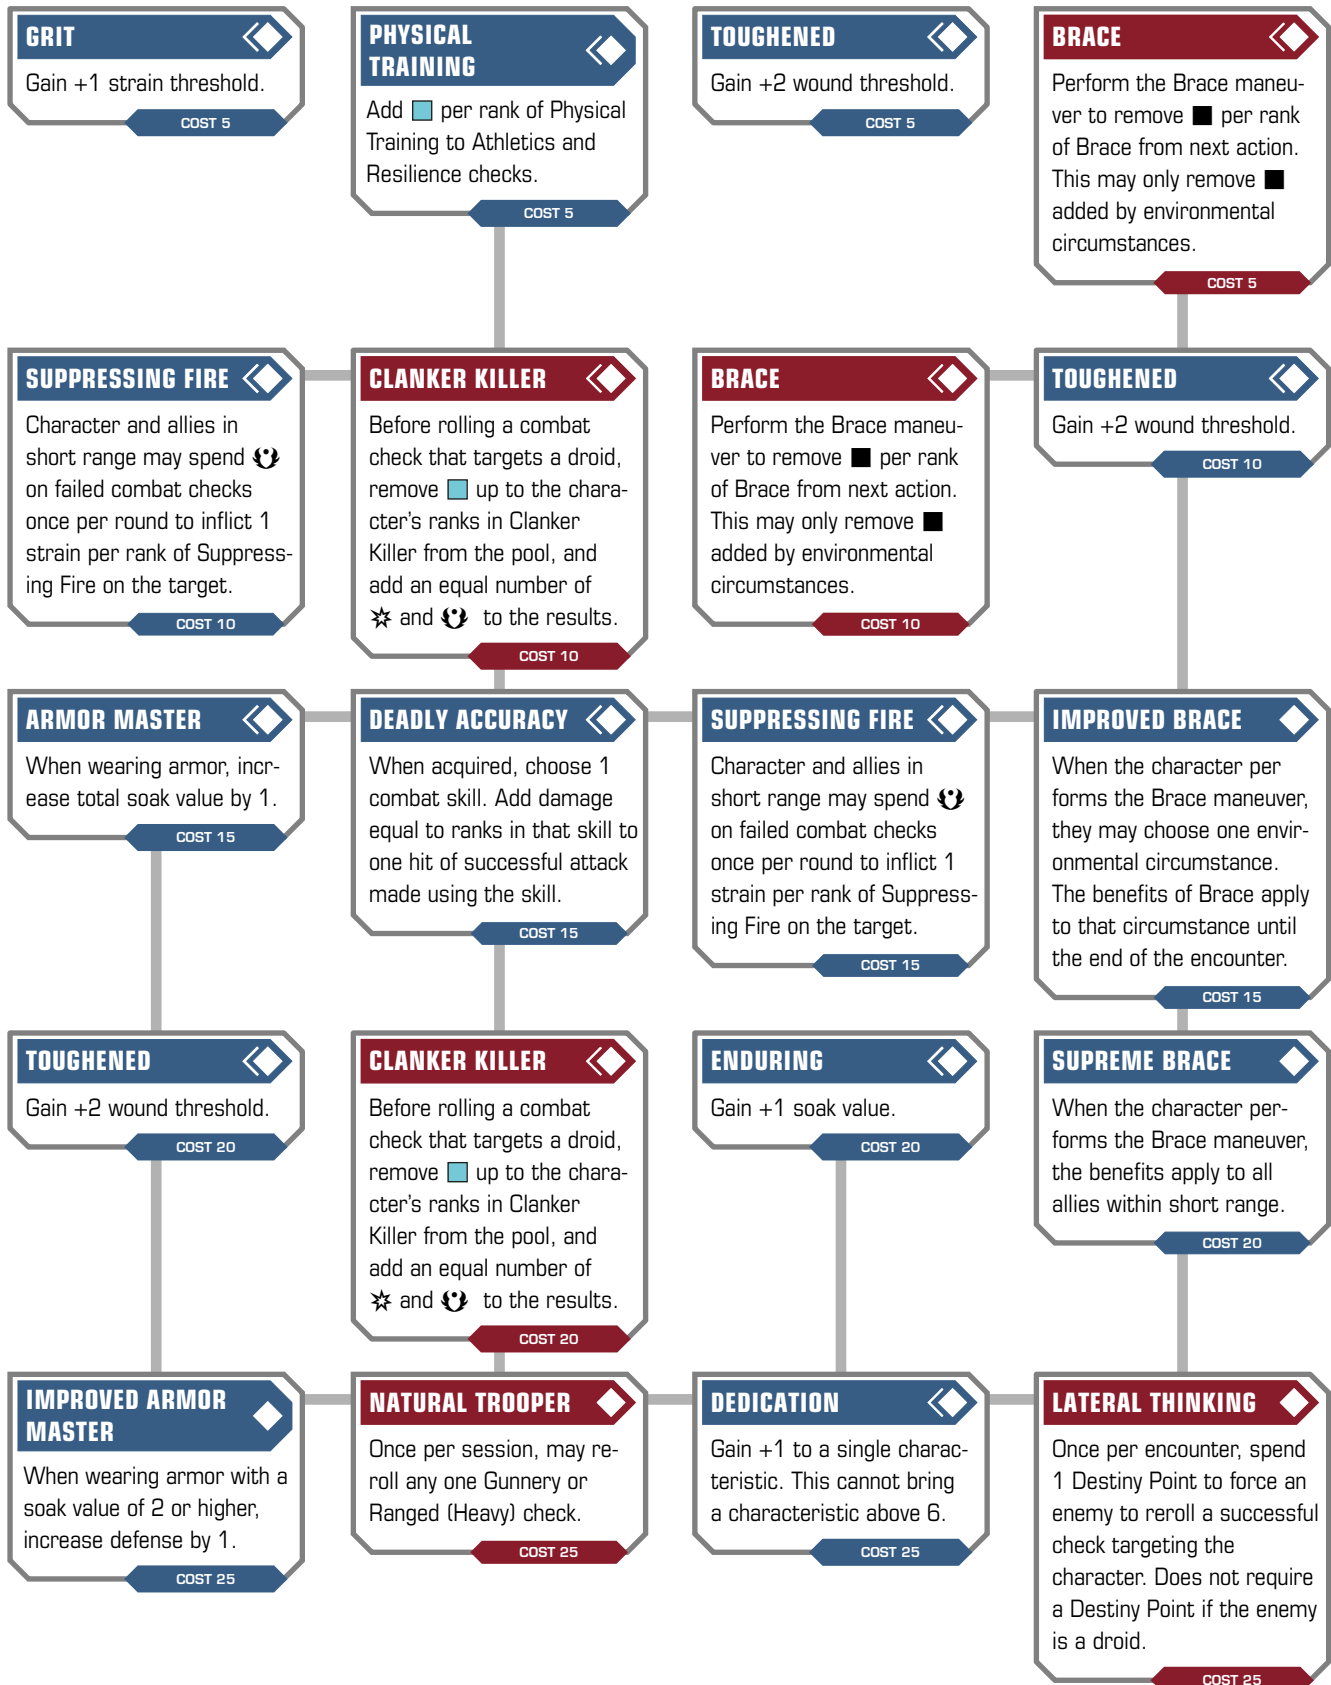 GRIT
Gain +1 strain threshold.
COST 5
PHYSICAL
TRAINING
Add per rank of Physical
Training to Athletics and
Resilience checks.
COST 5
TOUGHENED
Gain +2 wound threshold.
COST 5
BRACE
Perform the Brace maneu-
ver to remove per rank
of Brace from next action.
This may only remove
added by environmental
circumstances.
COST 5
SUPPRESSING FIRE
Character and allies in
short range may spend
on failed combat checks
once per round to inflict 1
strain per rank of Suppress-
ing Fire on the target.
COST 10
CLANKER KILLER
Before rolling a combat
check that targets a droid,
remove up to the chara-
cter's ranks in Clanker
Killer from the pool, and
add an equal number of
and to the results.
COST 10
BRACE
Perform the Brace maneu-
ver to remove per rank
of Brace from next action.
This may only remove
added by environmental
circumstances.
COST 10
TOUGHENED
Gain +2 wound threshold.
COST 10
ARMOR MASTER
When wearing armor, incr-
ease total soak value by 1.
COST 15
DEADLY ACCURACY
When acquired, choose 1
combat skill. Add damage
equal to ranks in that skill to
one hit of successful attack
made using the skill.
COST 15
SUPPRESSING FIRE
Character and allies in
short range may spend
on failed combat checks
once per round to inflict 1
strain per rank of Suppress-
ing Fire on the target.
COST 15
IMPROVED BRACE
When the character per
forms the Brace maneuver,
they may choose one envir-
onmental circumstance.
The benefits of Brace apply
to that circumstance until
the end of the encounter.
COST 15
TOUGHENED
Gain +2 wound threshold.
COST 20
CLANKER KILLER
Before rolling a combat
check that targets a droid,
remove up to the chara-
cter's ranks in Clanker
Killer from the pool, and
add an equal number of
and to the results.
COST 20
ENDURING
Gain +1 soak value.
COST 20
SUPREME BRACE
When the character per-
forms the Brace maneuver,
the benefits apply to all
allies within short range.
COST 20
IMPROVED ARMOR
MASTER
When wearing armor with a
soak value of 2 or higher,
increase defense by 1.
COST 25
NATURAL TROOPER
Once per session, may re-
roll any one Gunnery or
Ranged (Heavy) check.
COST 25
DEDICATION
Gain +1 to a single charac-
teristic. This cannot bring
a characteristic above 6.
COST 25
LATERAL THINKING
Once per encounter, spend
1 Destiny Point to force an
enemy to reroll a successful
check targeting the
character. Does not require
a Destiny Point if the enemy
is a droid.
COST 25